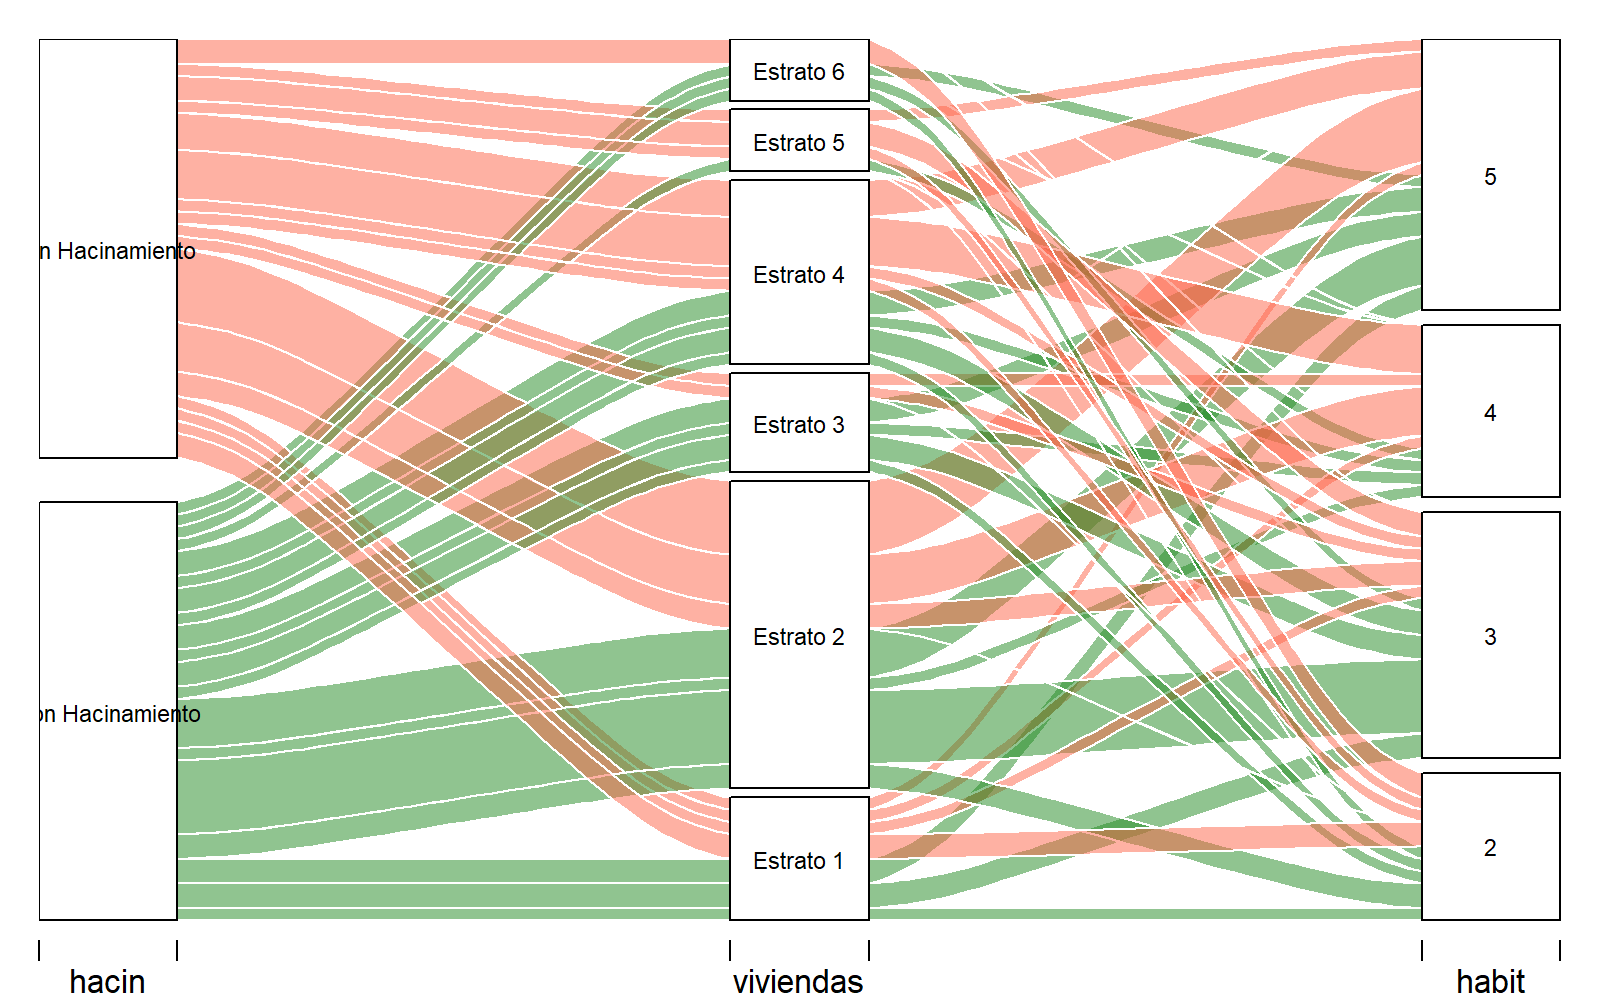 n Hacinamiento
on Hacinamiento
Estrato 6
Estrato 5
Estrato 4
Estrato 3
Estrato 2
Estrato 1
5
4
3
2
hacin
viviendas
habit